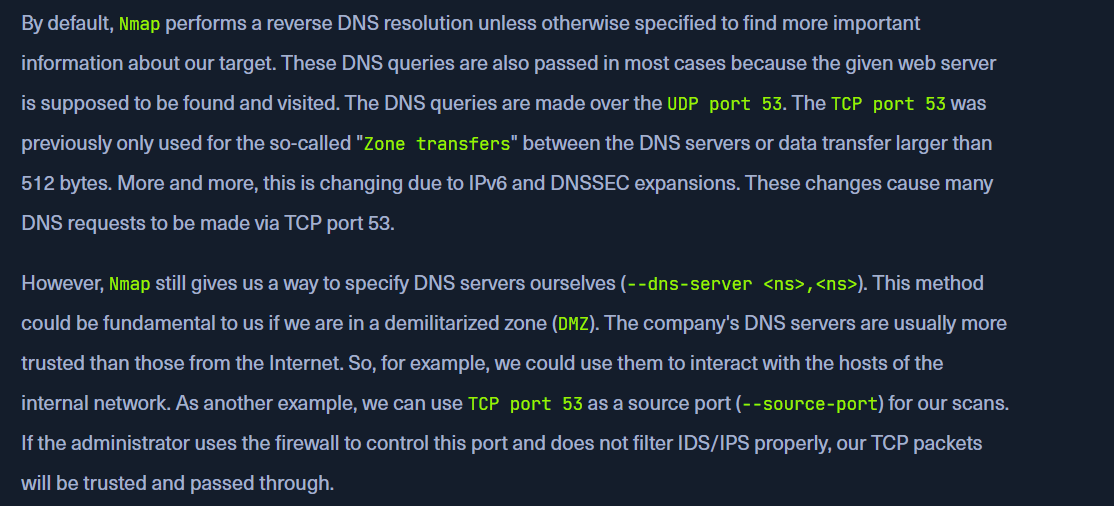 By default, Nmap performs a reverse DNS resolution unless otherwise specified to find more important
information about our target. These DNS queries are also passed in most cases because the given web server
is supposed to be found and visited. The DNS queries are made over the UDP port 53. The TCP port 53 was
previously only used for the so-called "Zone transfers" between the DNS servers or data transfer larger than
512 bytes. More and more, this is changing due to IPv6 and DNSSEC expansions. These changes cause many
DNS requests to be made via TCP port 53.
However, Nmap still gives us a way to specify DNS servers ourselves (--dns-server <ns>,<ns>). This method
could be fundamental to us if we are in a demilitarized zone (DMZ). The company's DNS servers are usually more
trusted than those from the Internet. So, for example, we could use them to interact with the hosts of the
internal network. As another example, we can use TCP port 53 as a source port (--source-port) for our scans.
If the administrator uses the firewall to control this port and does not filter IDS/IPS properly, our TCP packets
will be trusted and passed through.